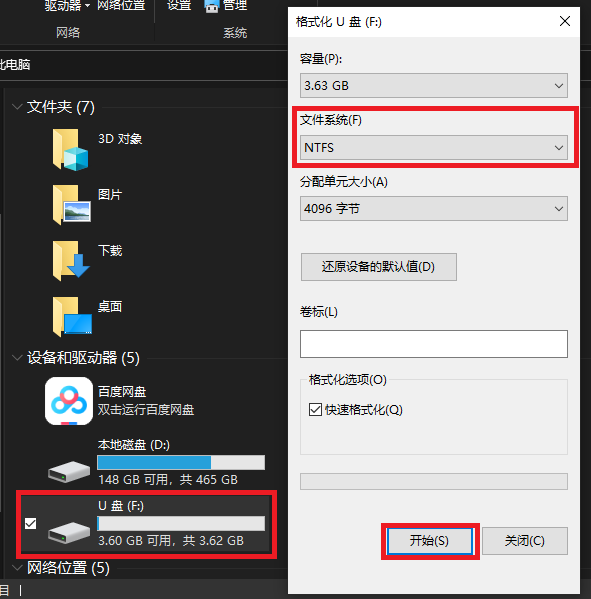 驱动器 网络位置
设置
管理
网络
系统
此电脑
文件夹 (7)
3D 对象
图片
下载
桌面
设备和驱动器 (5)
百度网盘
双击运行百度网盘
本地磁盘 (D:)
148 GB 可用，共 465 GB
U 盘 (F:)
3.60 GB 可用，共 3.62 GB
网络位置 (5)
目
格式化 U 盘 (F:)
容量(P):
3.63 GB
文件系统(F)
NTFS
分配单元大小(A)
4096 字节
还原设备的默认值(D)
卷标(L)
格式化选项(O)
快速格式化(Q)
开始(S)
关闭(C)